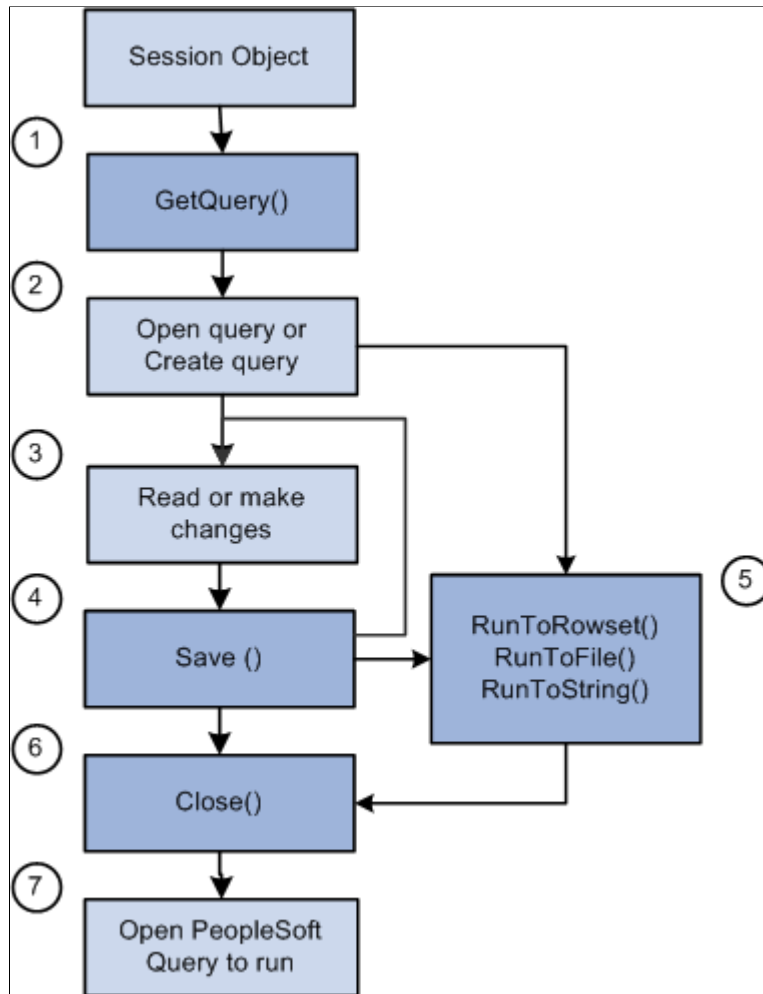 Session Object
1
GetQuery()
2
Open query or
Create query
3
Read or make
changes
4
Save ()
5
RunToRowset()
RunToFile()
RunToString()
6
Close()
7
Open PeopleSoft
Query to run